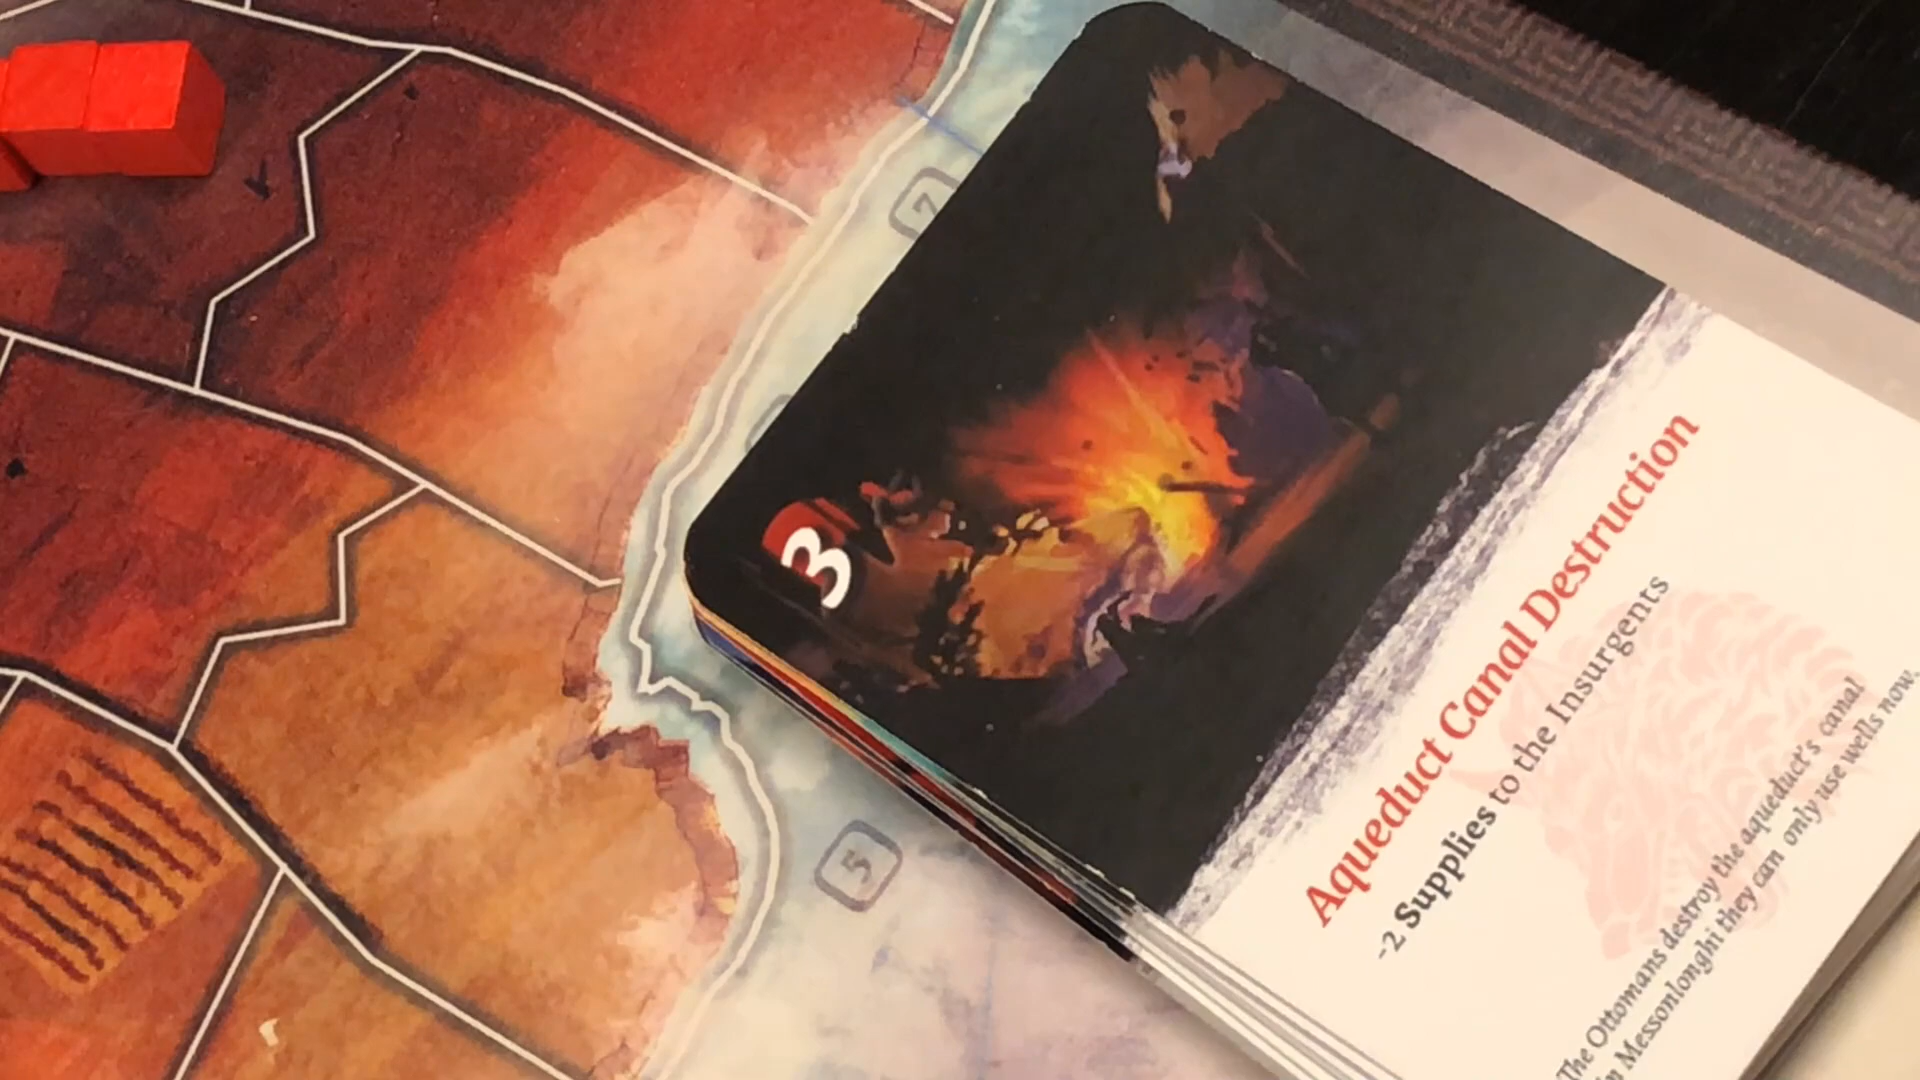 7
3
5
Aqueduct Canal Destruction
-2 Supplies to the Insurgents
The Ottomans destroy the aqueduct's canal
in Messonlonghi they can only use wells now.